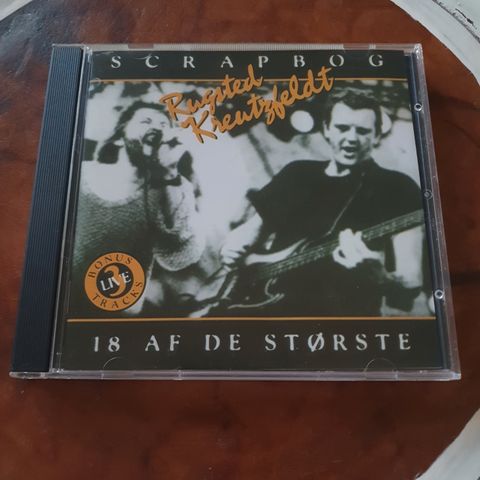 SCRAPBOG
Rugsted
Kreutzfeldt
BONUS
3
LIVE
TRACKS
18 AF DE STØRSTE